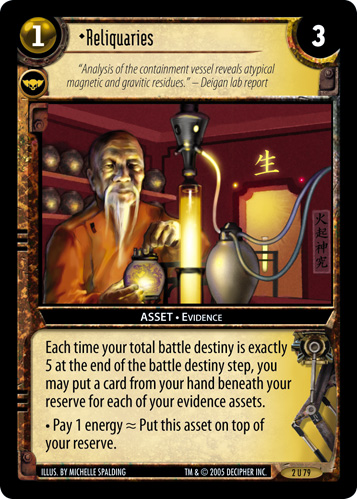 1
•Reliquaries
3
“Analysis of the containment vessel reveals atypical
magnetic and gravitic residues.” – Deigan lab report
生
火
起
神
ASSET • EVIDENCE
Each time your total battle destiny is exactly
5 at the end of the battle destiny step, you
may put a card from your hand beneath your
reserve for each of your evidence assets.
• Pay 1 energy ≈ Put this asset on top of
your reserve.
ILLUS. BY MICHELLE SPALDING
TM & © 2005 DECIPHER INC.
2 U 79